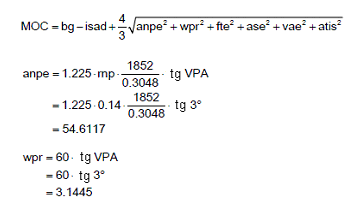 MOC = bg – isad + 4/3 √(anpe² + wpr² + fte² + ase² + vae² + atis²)
anpe = 1.225 · rnp · 1852/0.3048 · tg VPA
= 1.225 · 0.14 · 1852/0.3048 · tg 3°
= 54.6117
wpr = 60 · tg VPA
= 60 · tg 3°
= 3.1445